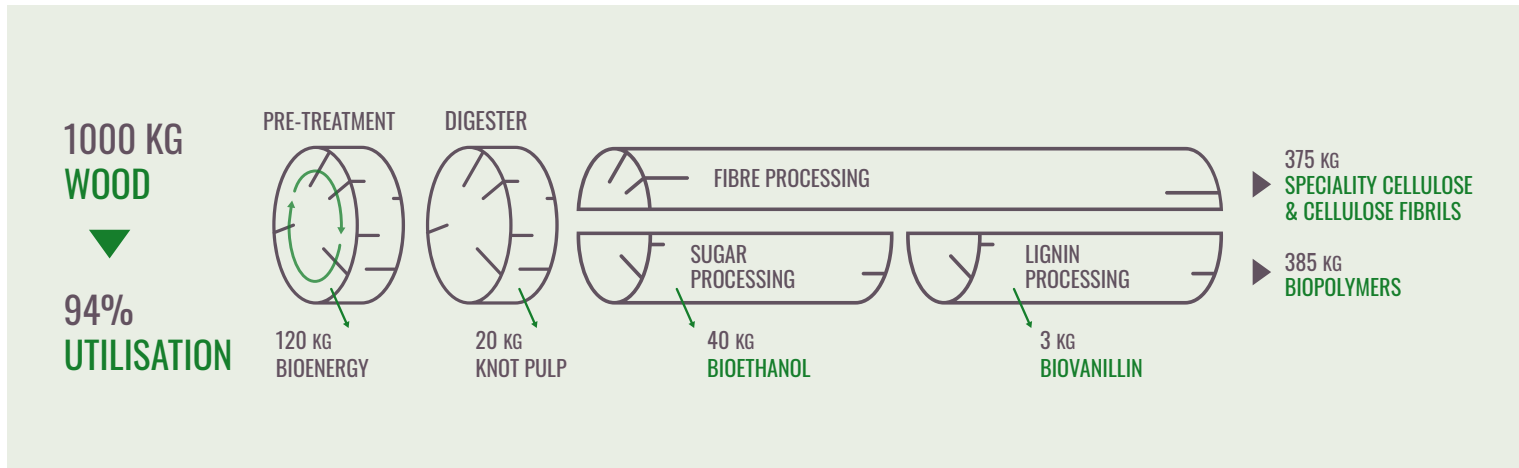 1000 KG
WOOD
94%
UTILISATION
PRE-TREATMENT
120 KG
BIOENERGY
DIGESTER
20 KG
KNOT PULP
FIBRE PROCESSING
375 KG
SPECIALITY CELLULOSE
& CELLULOSE FIBRILS
SUGAR
PROCESSING
40 KG
BIOETHANOL
LIGNIN
PROCESSING
3 KG
BIOVANILLIN
385 KG
BIOPOLYMERS